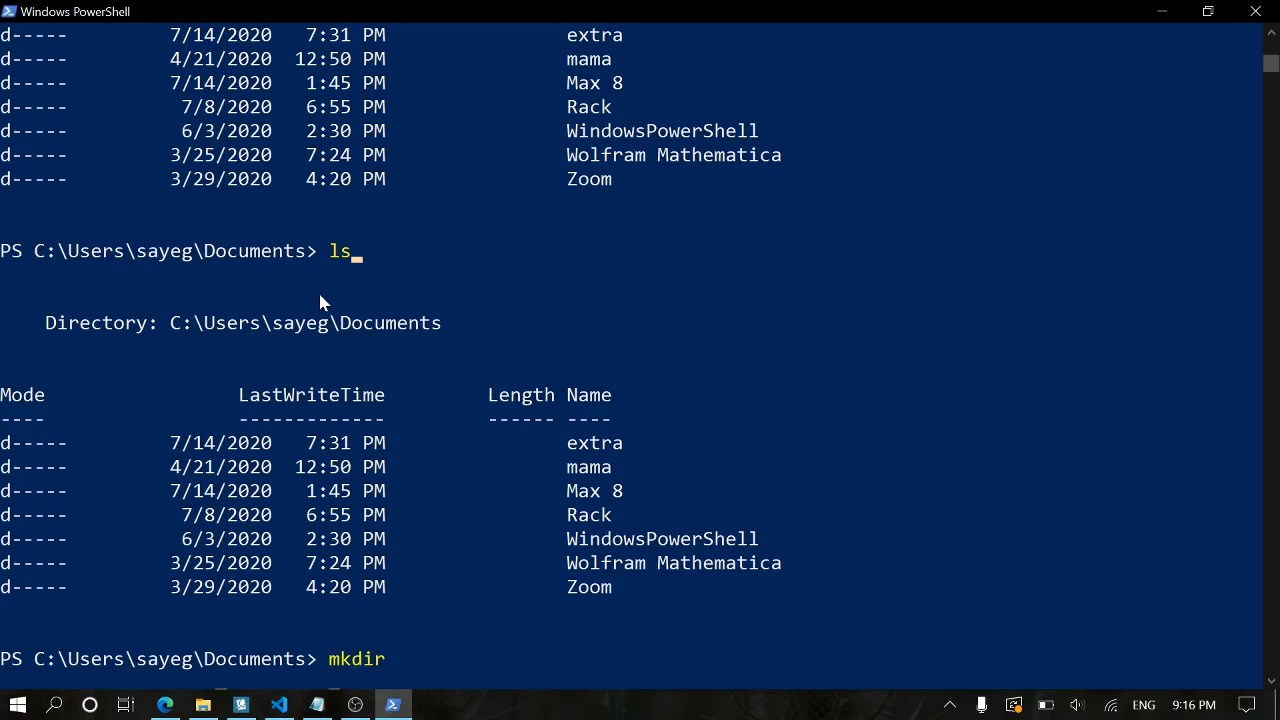 Windows PowerShell
d----- 7/14/2020 7:31 PM extra
d----- 4/21/2020 12:50 PM mama
d----- 7/14/2020 1:45 PM Max 8
d----- 7/8/2020 6:55 PM Rack
d----- 6/3/2020 2:30 PM WindowsPowerShell
d----- 3/25/2020 7:24 PM Wolfram Mathematica
d----- 3/29/2020 4:20 PM Zoom
PS C:\Users\sayeg\Documents> ls
Directory: C:\Users\sayeg\Documents
Mode LastWriteTime Length Name
---- ------------- ------ ----
d----- 7/14/2020 7:31 PM extra
d----- 4/21/2020 12:50 PM mama
d----- 7/14/2020 1:45 PM Max 8
d----- 7/8/2020 6:55 PM Rack
d----- 6/3/2020 2:30 PM WindowsPowerShell
d----- 3/25/2020 7:24 PM Wolfram Mathematica
d----- 3/29/2020 4:20 PM Zoom
PS C:\Users\sayeg\Documents> mkdir
ENG 9:16 PM